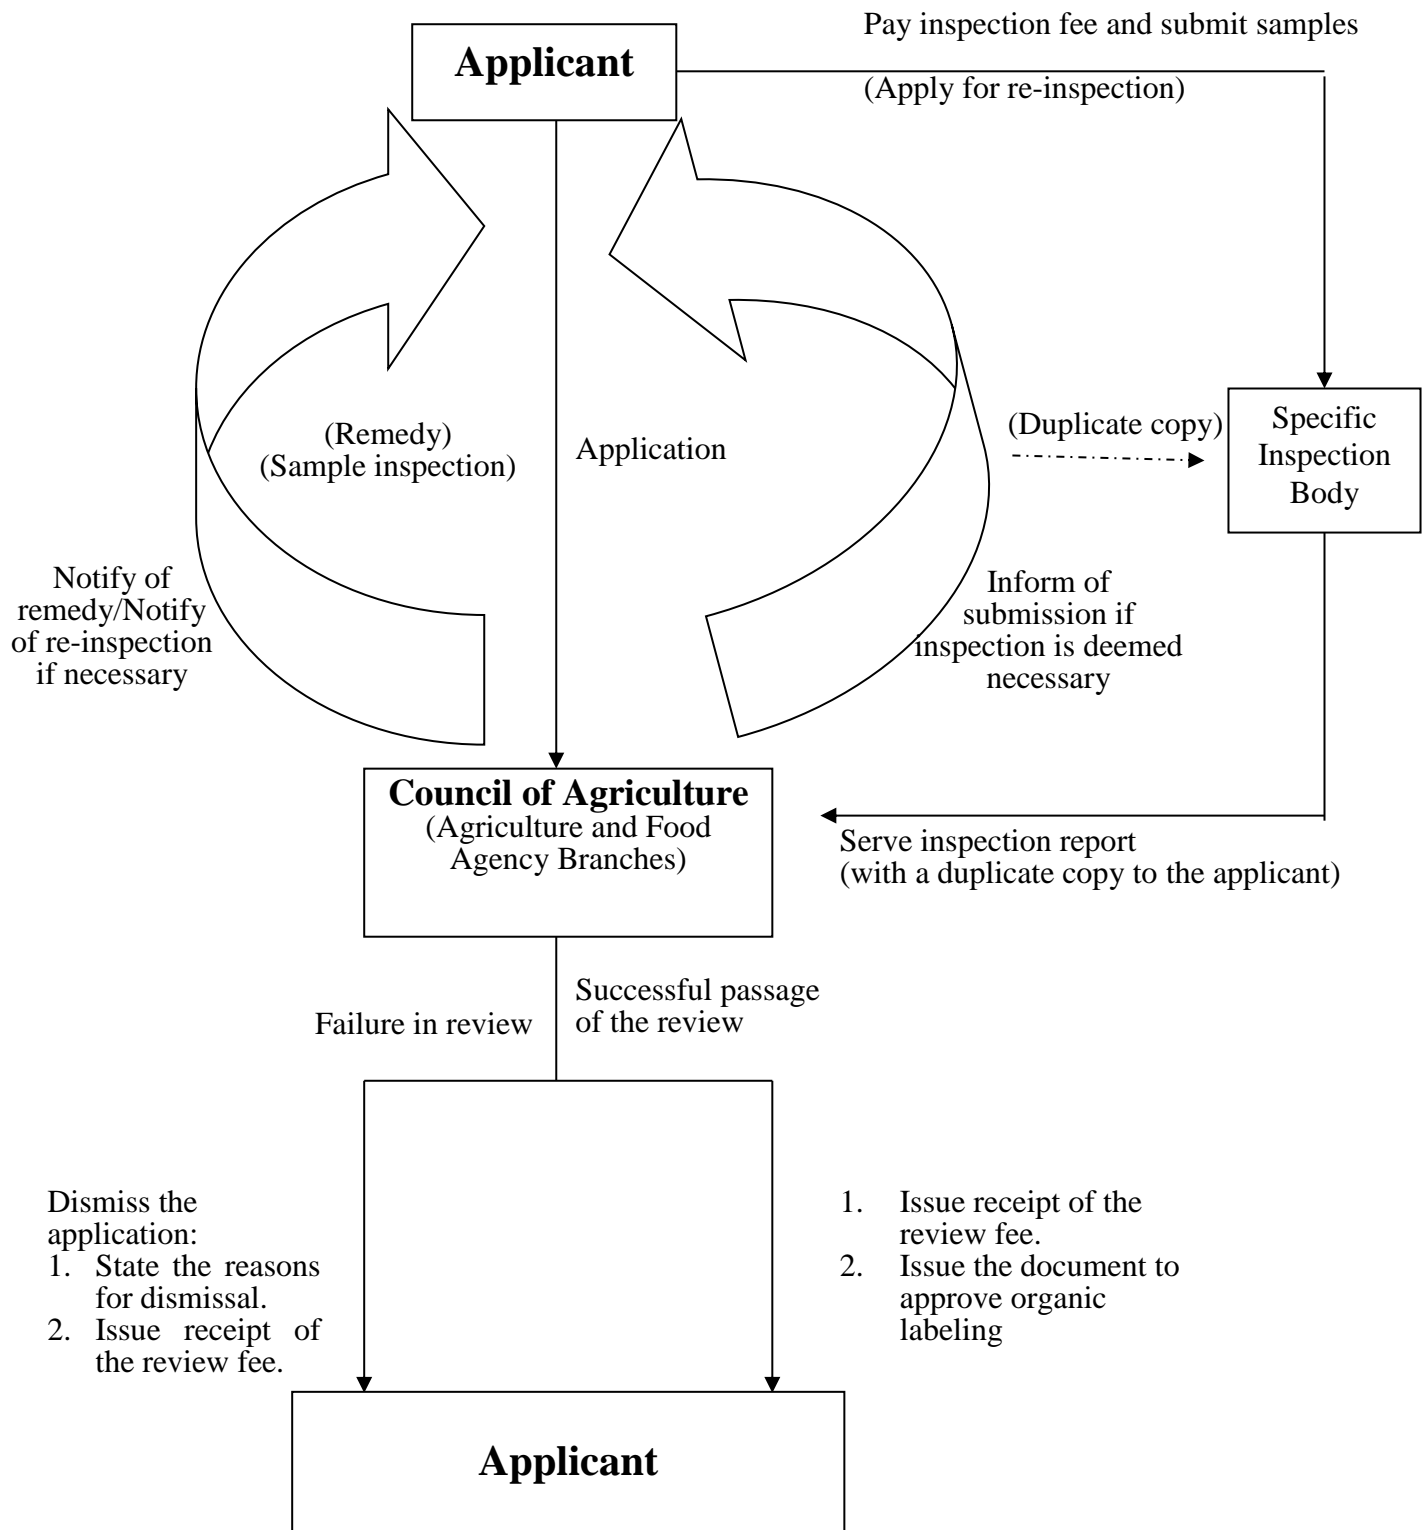 Pay inspection fee and submit samples
Applicant
(Apply for re-inspection)
(Remedy)
(Sample inspection)
Application
(Duplicate copy)
Specific
Inspection
Body
Notify of
remedy/Notify
of re-inspection
if necessary
Inform of
submission if
inspection is deemed
necessary
Council of Agriculture
(Agriculture and Food
Agency Branches)
Serve inspection report
(with a duplicate copy to the applicant)
Failure in review
Successful passage
of the review
Dismiss the
application:
1. State the reasons
for dismissal.
2. Issue receipt of
the review fee.
1. Issue receipt of the
review fee.
2. Issue the document to
approve organic
labeling
Applicant